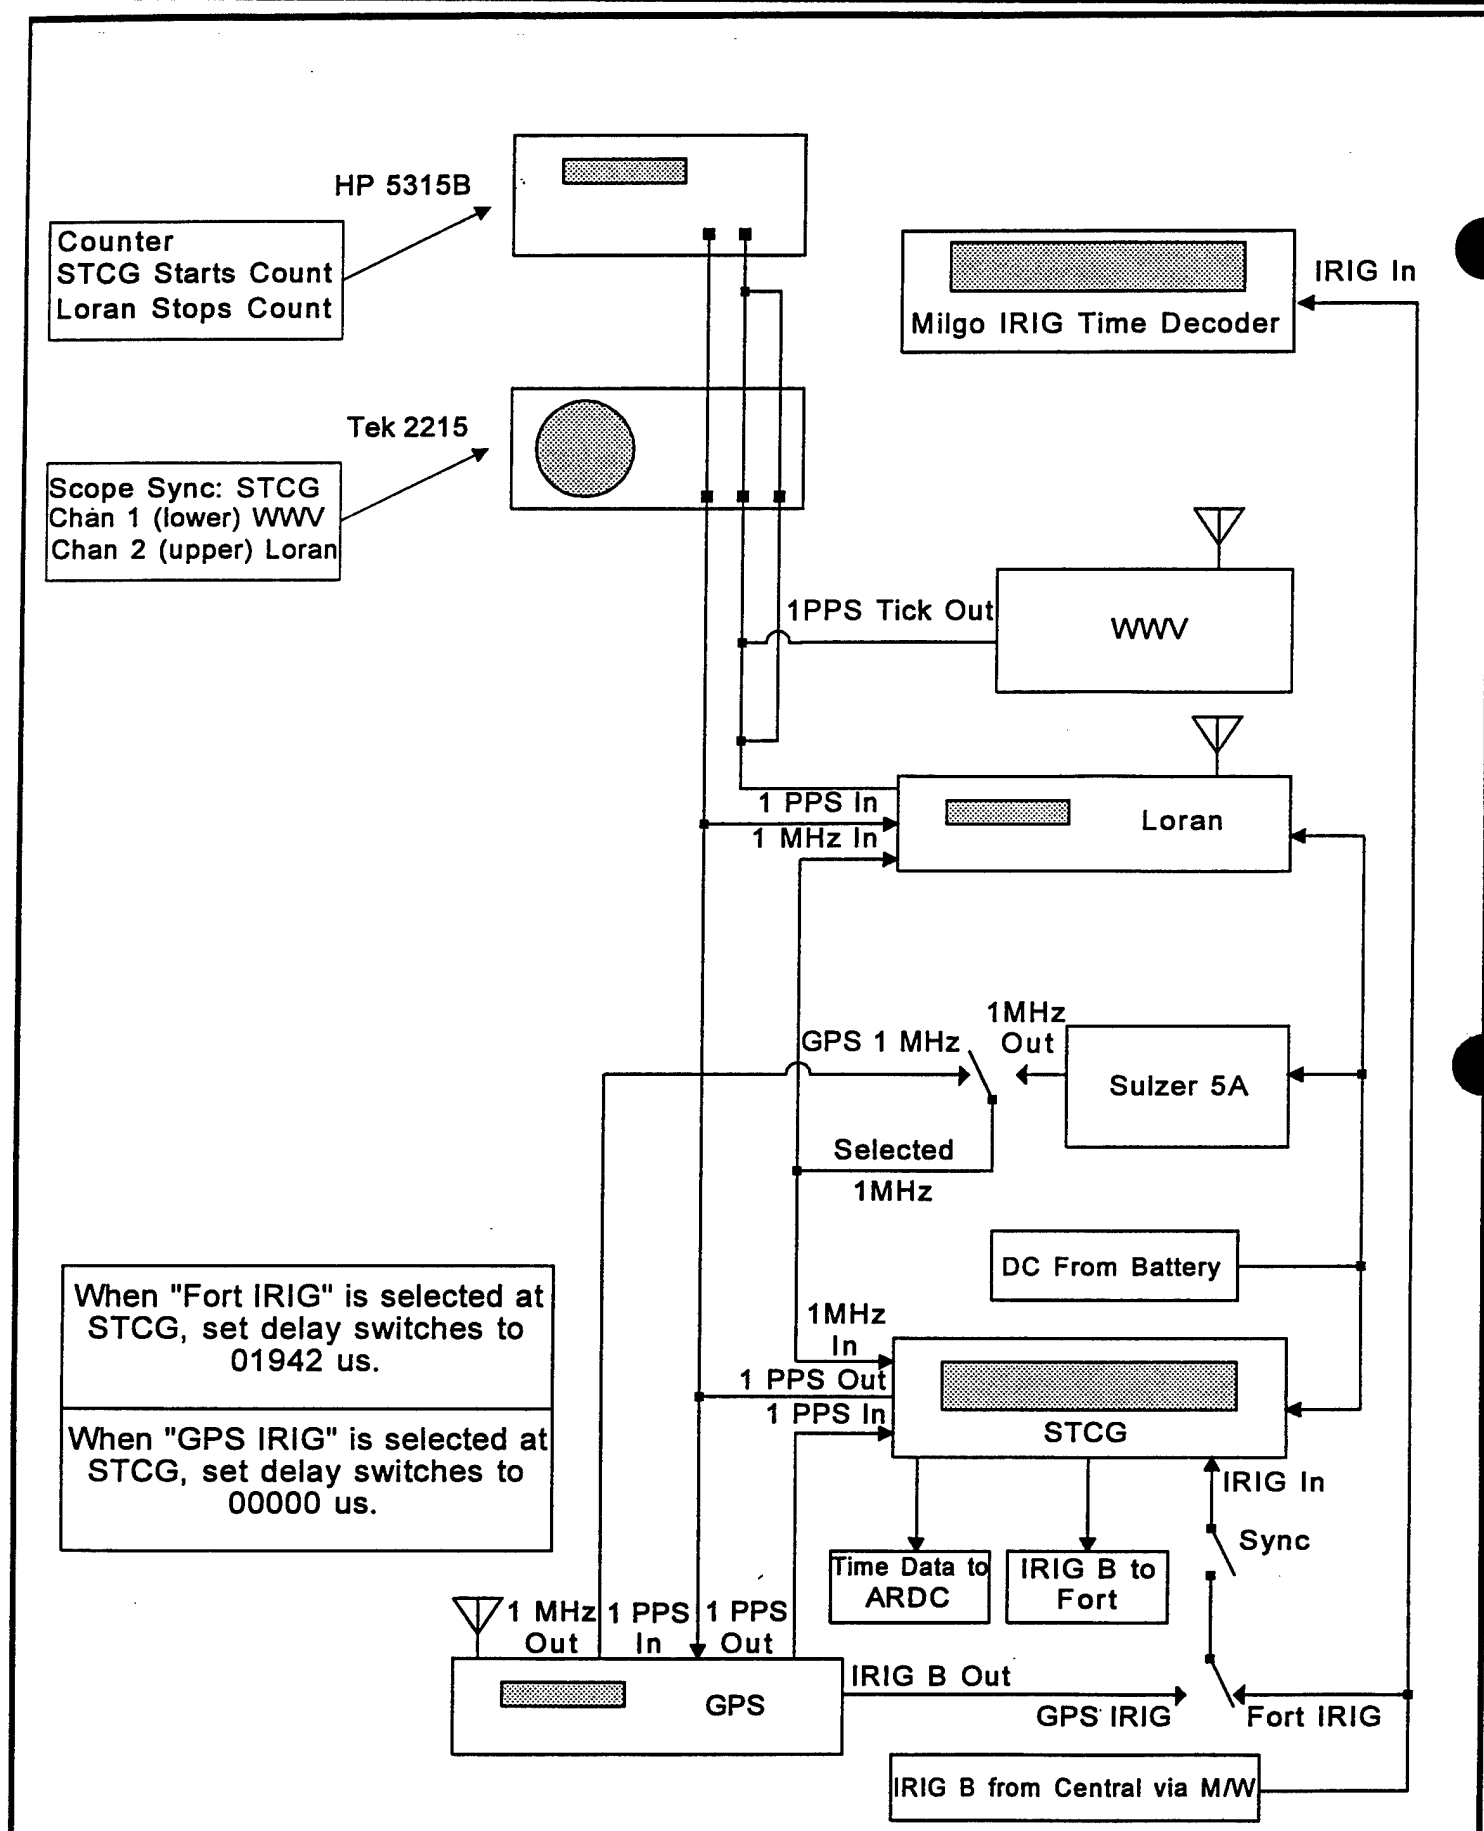 HP 5315B
Counter
STCG Starts Count
Loran Stops Count
IRIG In
Milgo IRIG Time Decoder
Tek 2215
Scope Sync: STCG
Chan 1 (lower) WWV
Chan 2 (upper) Loran
1PPS Tick Out
WWV
1 PPS In
1 MHz In
Loran
GPS 1 MHz
1MHz
Out
Sulzer 5A
Selected
1MHz
DC From Battery
When "Fort IRIG" is selected at
STCG, set delay switches to
01942 us.
When "GPS IRIG" is selected at
STCG, set delay switches to
00000 us.
1MHz
In
1 PPS Out
1 PPS In
STCG
IRIG In
Sync
Time Data to
ARDC
IRIG B to
Fort
1 MHz
Out
1 PPS
In
1 PPS
Out
GPS
IRIG B Out
GPS IRIG
Fort IRIG
IRIG B from Central via M/W